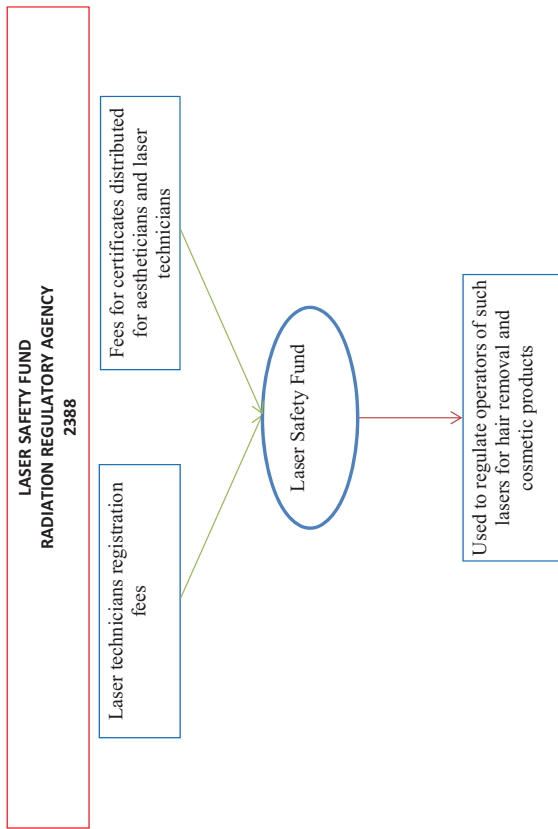 LASER SAFETY FUND
RADIATION REGULATORY AGENCY
2388
Laser technicians registration
fees
Fees for certificates distributed
for aestheticians and laser
technicians
Laser Safety Fund
Used to regulate operators of such
lasers for hair removal and
cosmetic products